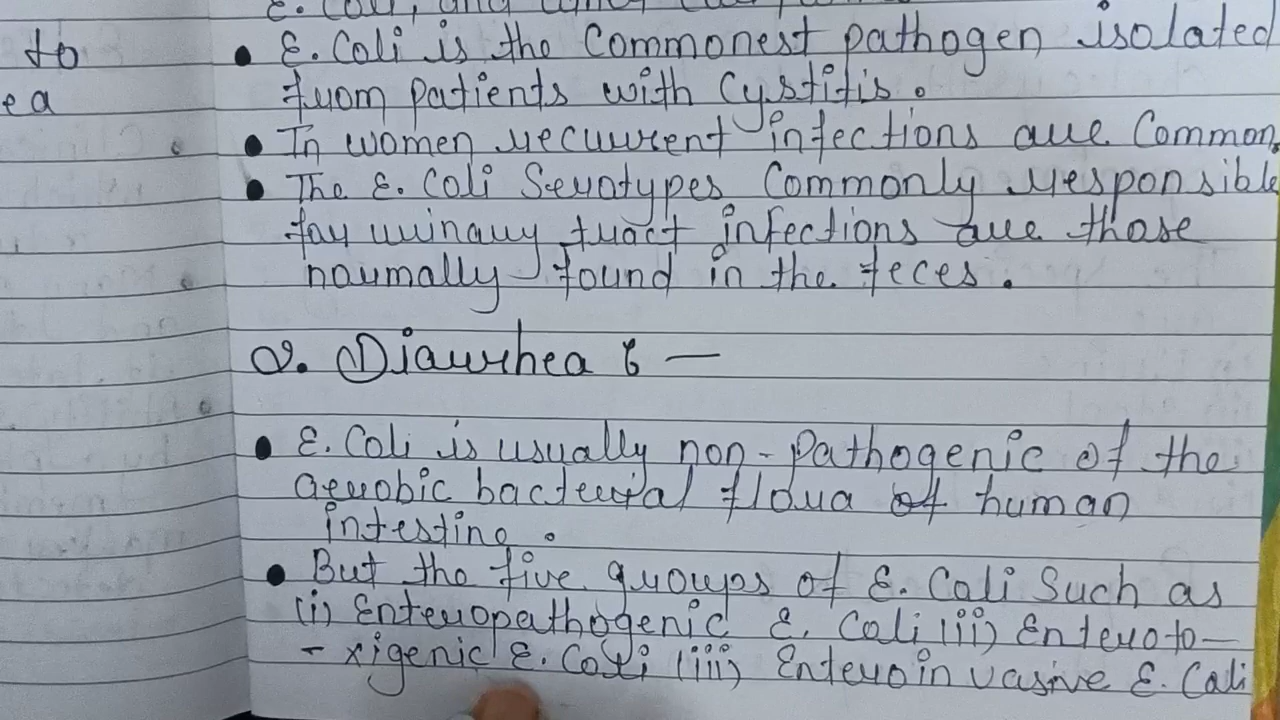 to
ea
E. Coli, and
• E. Coli is the Commonest pathogen isolated
from patients with Cystitis.
• In women recurrent infections are Common.
• The E. Coli Serotypes Commonly responsible
for urinary tract infections are those
normally found in the feces.
2. Diarrhea : —
• E. Coli is usually non-pathogenic of the
aerobic bacterial flora of human
intestine.
• But the five groups of E. Coli Such as
(i) Enteropathogenic E. Coli (ii) Enteroto—
- xigenic E. Coli (iii) Enteroinvasive E. Coli